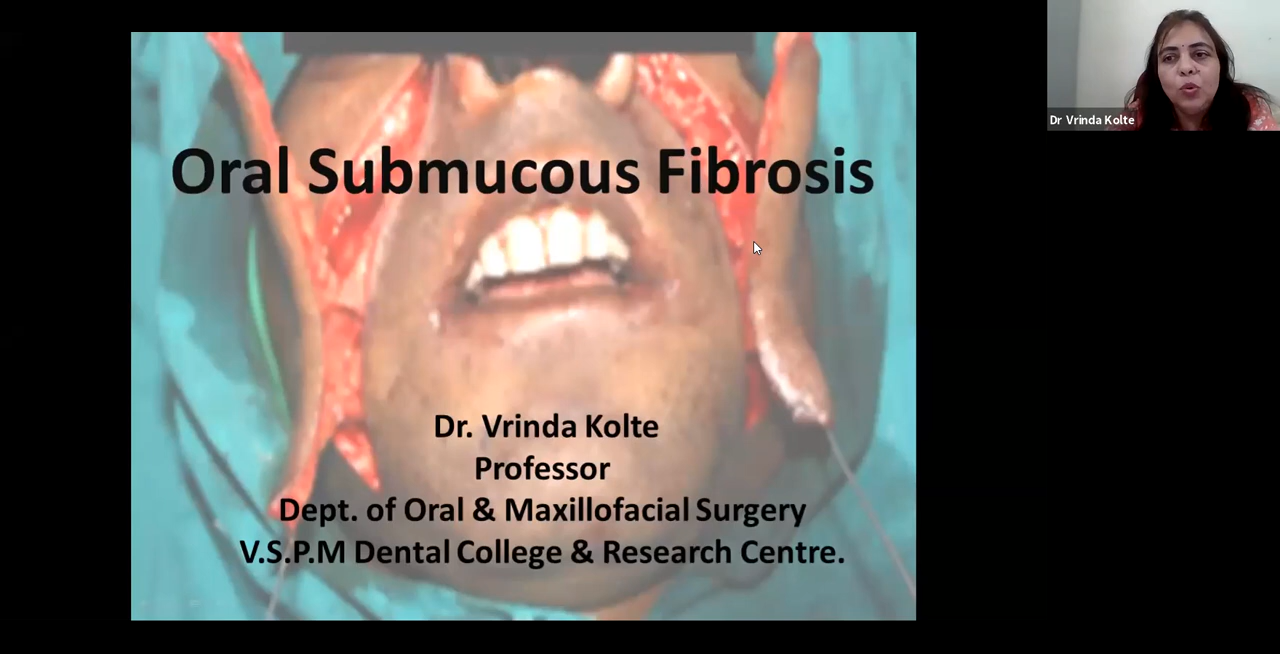 Oral Submucous Fibrosis
Dr. Vrinda Kolte
Professor
Dept. of Oral & Maxillofacial Surgery
V.S.P.M Dental College & Research Centre.
Dr Vrinda Kolte